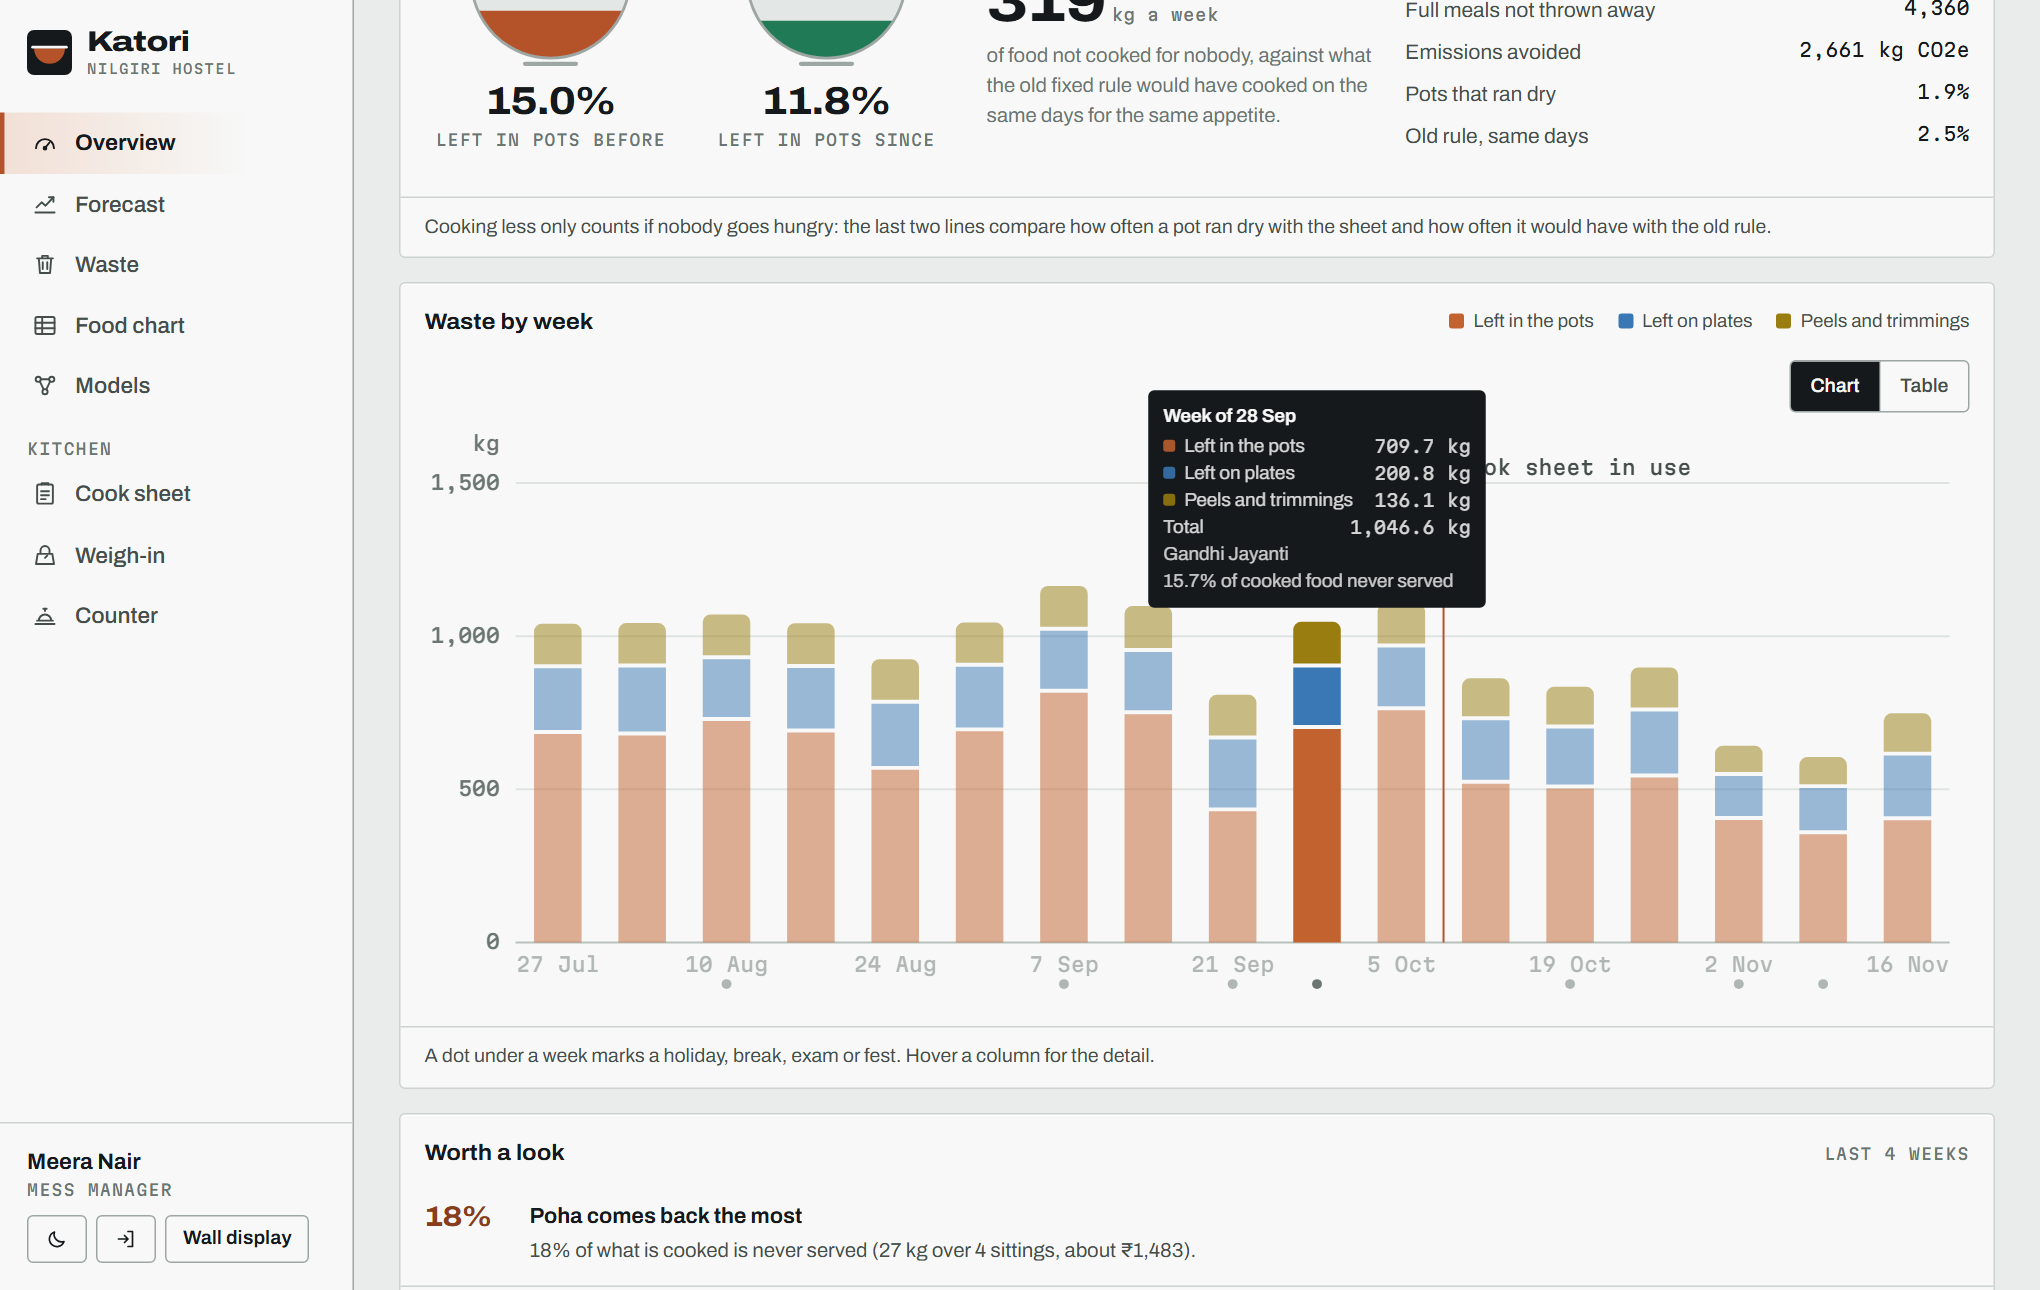 Katori
NILGIRI HOSTEL
Overview
Forecast
Waste
Food chart
Models
KITCHEN
Cook sheet
Weigh-in
Counter
Meera Nair
MESS MANAGER
Wall display
15.0%
LEFT IN POTS BEFORE
11.8%
LEFT IN POTS SINCE
319 kg a week
of food not cooked for nobody, against what
the old fixed rule would have cooked on the
same days for the same appetite.
Full meals not thrown away 4,360
Emissions avoided 2,661 kg CO2e
Pots that ran dry 1.9%
Old rule, same days 2.5%
Cooking less only counts if nobody goes hungry: the last two lines compare how often a pot ran dry with the sheet and how often it would have with the old rule.
Waste by week
Left in the pots Left on plates Peels and trimmings
Chart Table
kg
1,500
1,000
500
0
ok sheet in use
Week of 28 Sep
Left in the pots 709.7 kg
Left on plates 200.8 kg
Peels and trimmings 136.1 kg
Total 1,046.6 kg
Gandhi Jayanti
15.7% of cooked food never served
27 Jul 10 Aug 24 Aug 7 Sep 21 Sep 5 Oct 19 Oct 2 Nov 16 Nov
A dot under a week marks a holiday, break, exam or fest. Hover a column for the detail.
Worth a look
LAST 4 WEEKS
18%
Poha comes back the most
18% of what is cooked is never served (27 kg over 4 sittings, about ₹1,483).